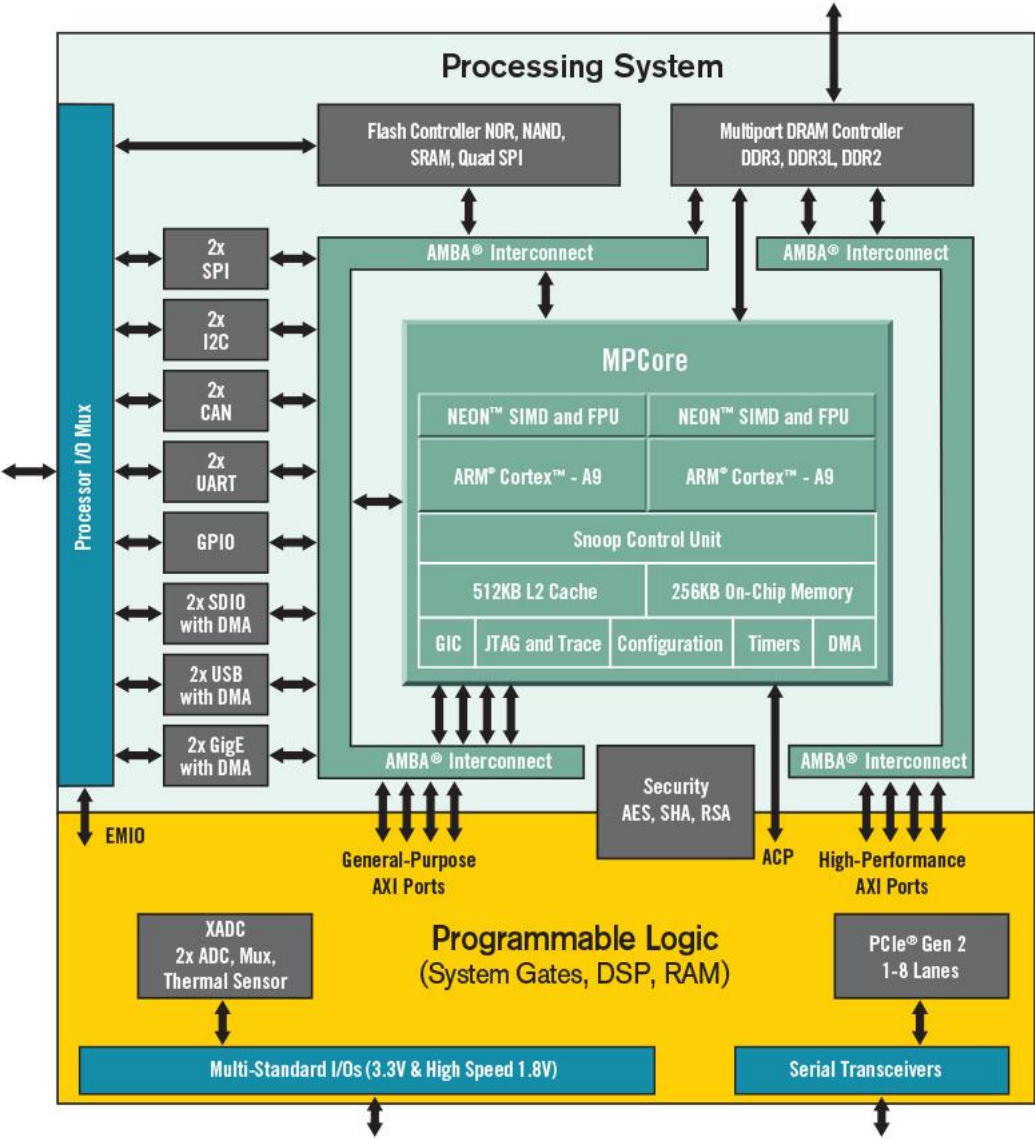 Processing System
Flash Controller NOR, NAND,
SRAM, Quad SPI
Multiport DRAM Controller
DDR3, DDR3L, DDR2
AMBA® Interconnect
AMBA® Interconnect
2x
SPI
2x
I2C
2x
CAN
2x
UART
GPIO
2x SDIO
with DMA
2x USB
with DMA
2x GigE
with DMA
Processor I/O Mux
MPCore
NEON™ SIMD and FPU
NEON™ SIMD and FPU
ARM® Cortex™ - A9
ARM® Cortex™ - A9
Snoop Control Unit
512KB L2 Cache
256KB On-Chip Memory
GIC
JTAG and Trace
Configuration
Timers
DMA
AMBA® Interconnect
AMBA® Interconnect
Security
AES, SHA, RSA
EMIO
General-Purpose
AXI Ports
ACP
High-Performance
AXI Ports
XADC
2x ADC, Mux,
Thermal Sensor
Programmable Logic
(System Gates, DSP, RAM)
PCIe® Gen 2
1-8 Lanes
Multi-Standard I/Os (3.3V & High Speed 1.8V)
Serial Transceivers